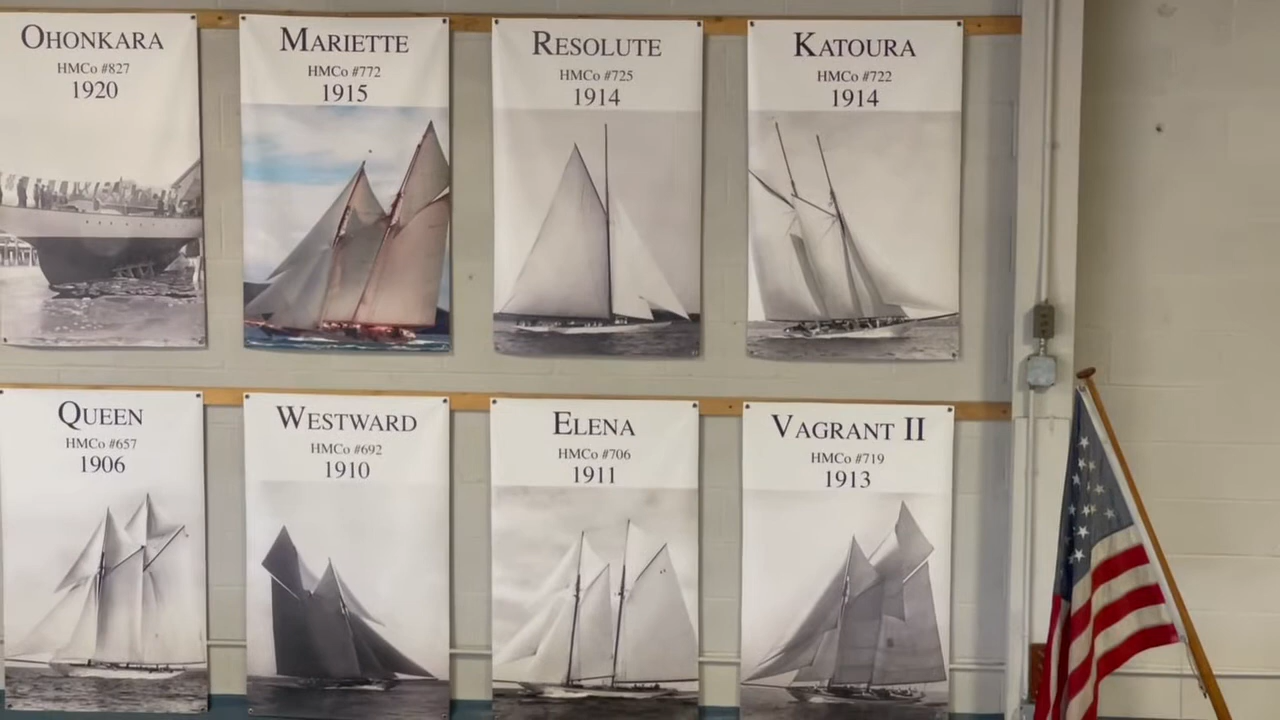 OHONKARA
HMCo #827
1920
MARIETTE
HMCo #772
1915
RESOLUTE
HMCo #725
1914
KATOURA
HMCo #722
1914
QUEEN
HMCo #657
1906
WESTWARD
HMCo #692
1910
ELENA
HMCo #706
1911
VAGRANT II
HMCo #719
1913